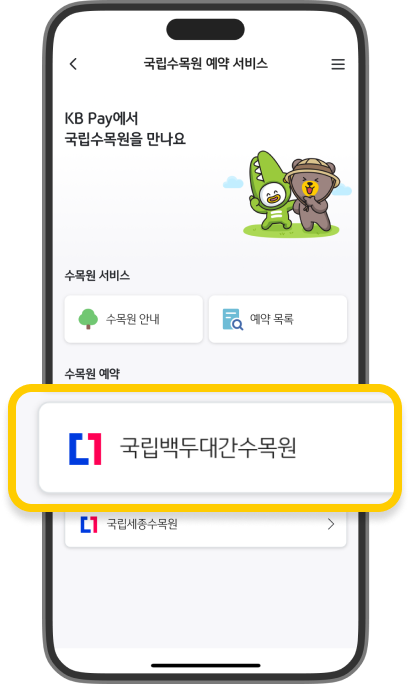 국립수목원 예약 서비스
KB Pay에서
국립수목원을 만나요
수목원 서비스
수목원 안내
예약 목록
수목원 예약
국립백두대간수목원
국립세종수목원